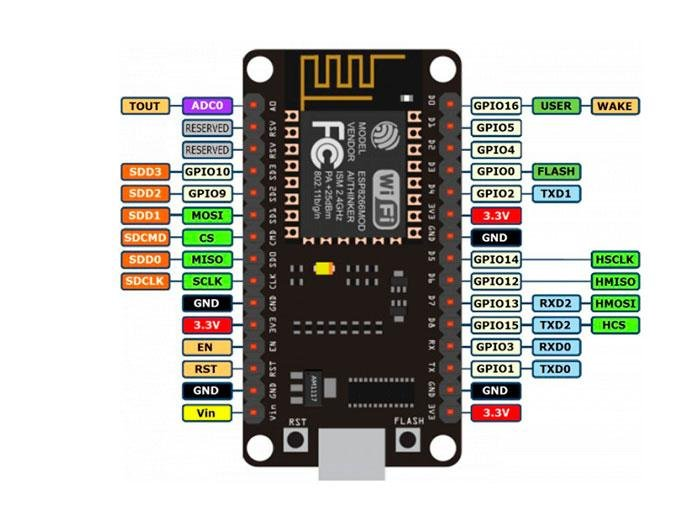 TOUT ADC0
RESERVED
RESERVED
SDD3 GPIO10
SDD2 GPIO9
SDD1 MOSI
SDCMD CS
SDD0 MISO
SDCLK SCLK
GND
3.3V
EN
RST
GND
Vin
A0
RSV
RSV
SD3
SD2
SD1
CMD
SD0
CLK
GND
3V3
EN
RST
GND
Vin
MODEL ESP8266MOD
VENDOR AITHINKER
ISM 2.4GHz
PA +25dBm
802.11b/g/n
FC
Wi Fi
AM1117
RST
FLASH
D0
D1
D2
D3
D4
3V3
GND
D5
D6
D7
D8
RX
TX
GND
3V3
GPIO16 USER WAKE
GPIO5
GPIO4
GPIO0 FLASH
GPIO2 TXD1
3.3V
GND
GPIO14 HSCLK
GPIO12 HMISO
GPIO13 RXD2 HMOSI
GPIO15 TXD2 HCS
GPIO3 RXD0
GPIO1 TXD0
GND
3.3V